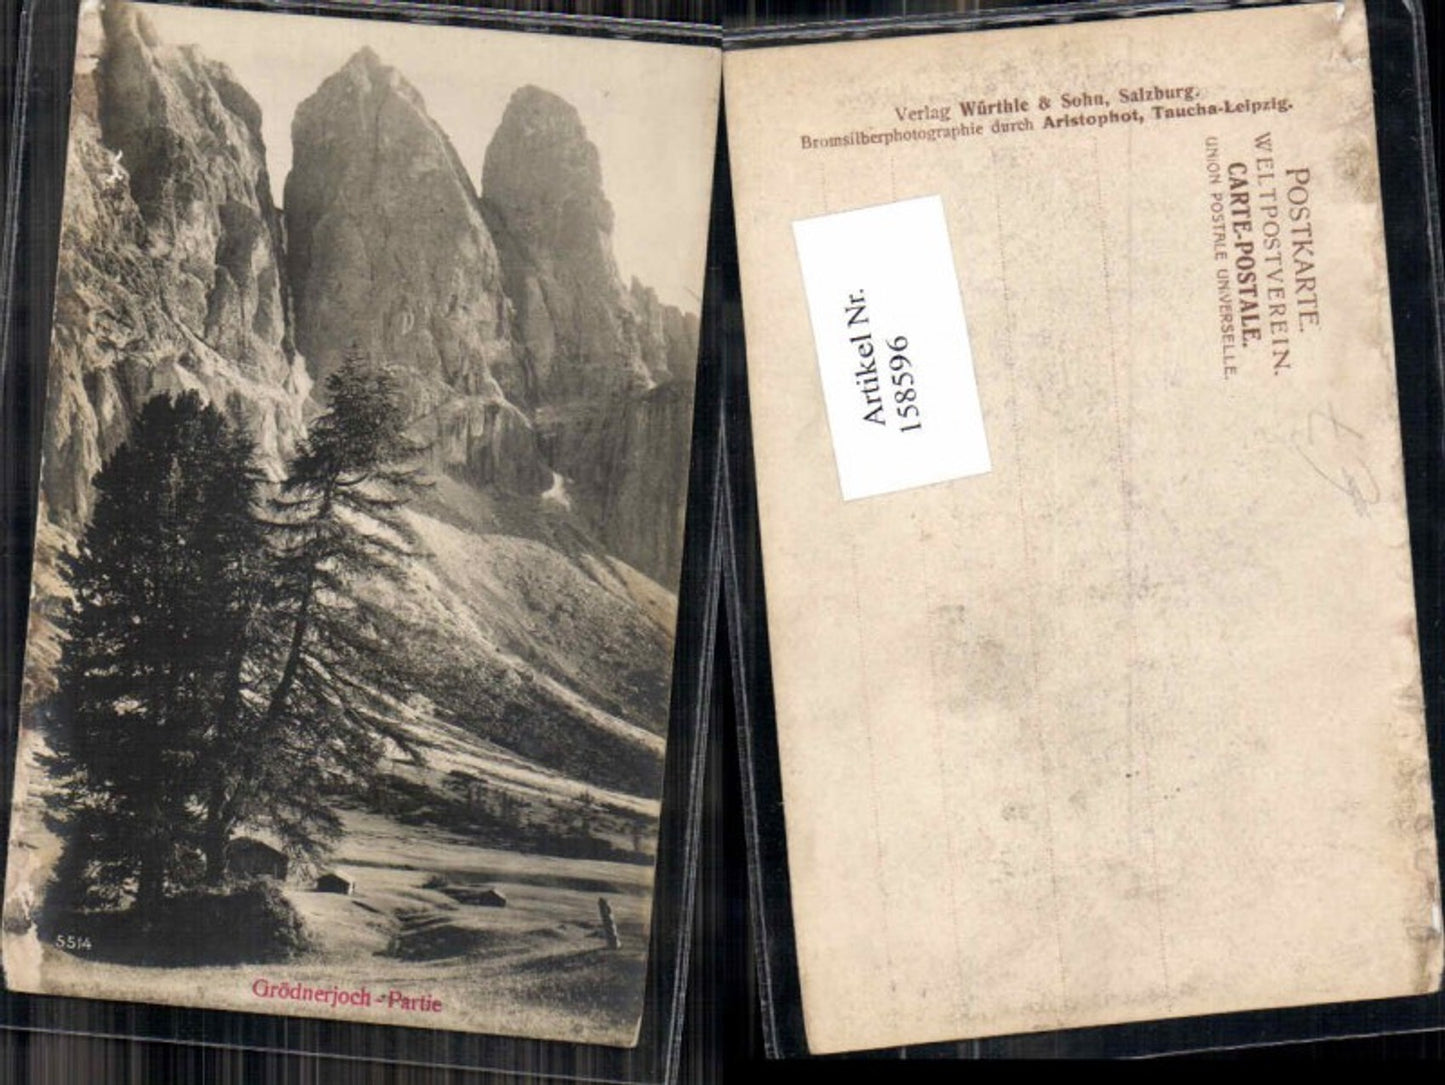 5514
Grödnerjoch - Partie
Verlag Würthle & Sohn, Salzburg.
Bromsilberphotographie durch Aristophot, Taucha-Leipzig.
POSTKARTE.
WELTPOSTVEREIN.
CARTE-POSTALE.
UNION POSTALE UNIVERSELLE.
Artikel Nr.
158596